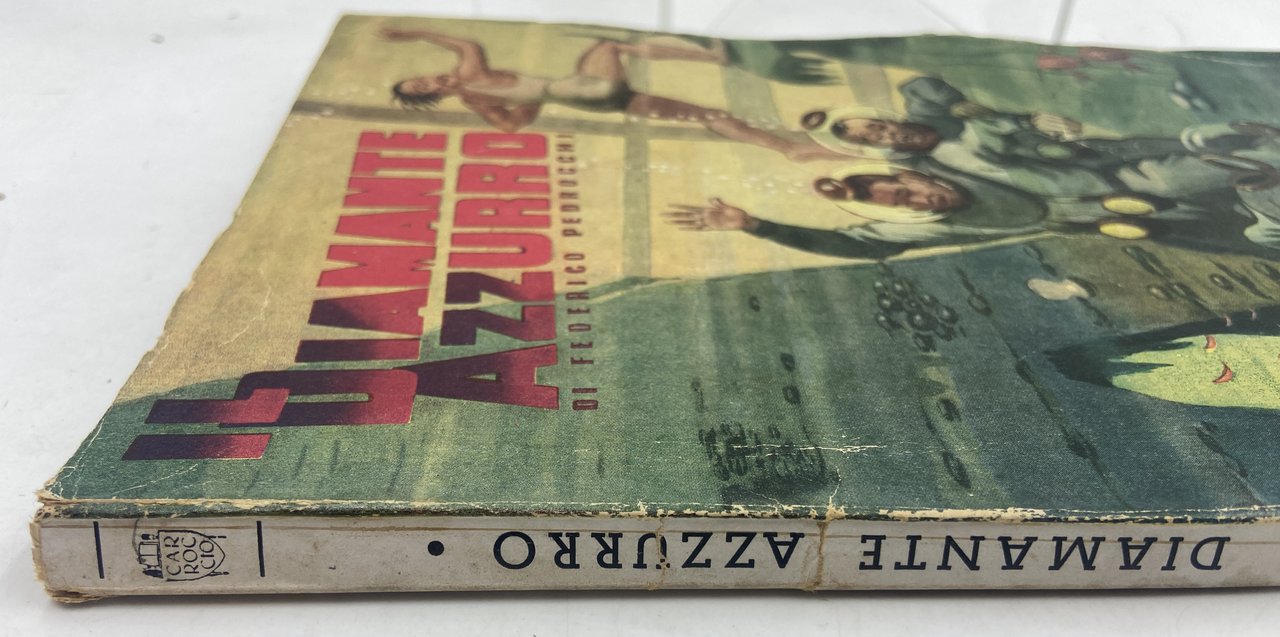 IL DIAMANTE
AZZURRO
DI FEDERICO PEDROCCHI
DIAMANTE AZZURRO •
CAR
ROC
CIO